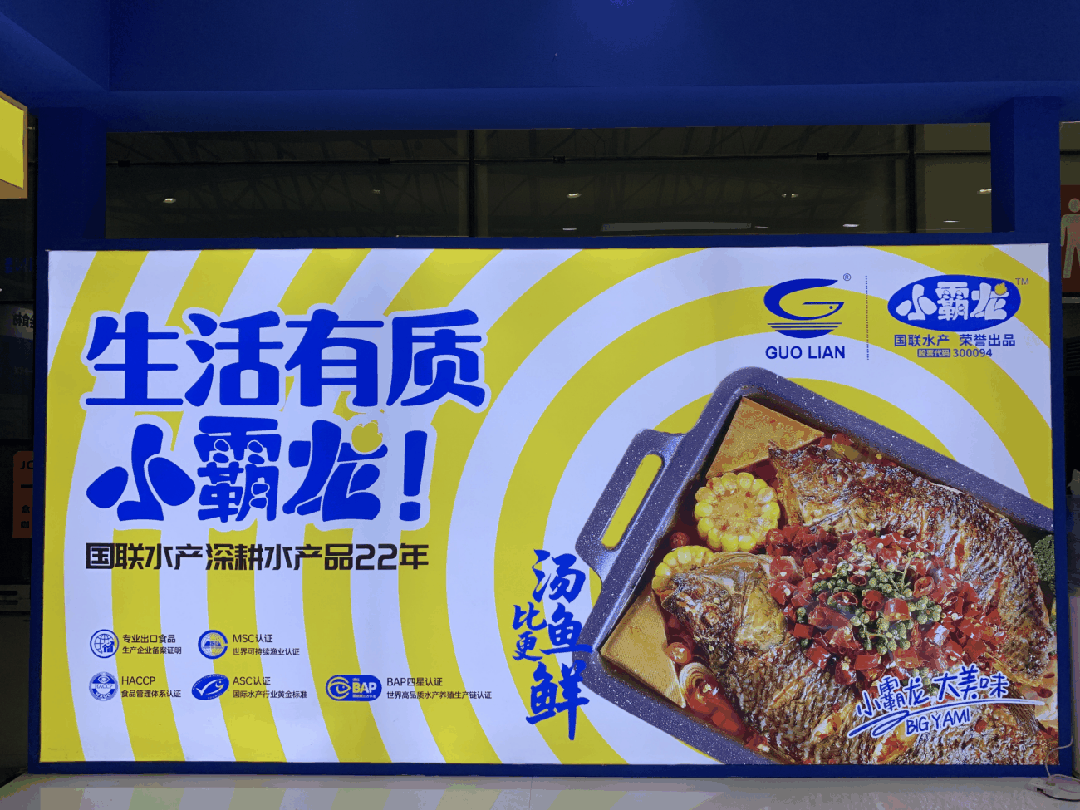 生活有质
小霸龙!
国联水产深耕水产品22年
专业出口食品
生产企业备案证明
MSC认证
世界可持续渔业认证
HACCP
食品管理体系认证
ASC认证
国际水产行业黄金标准
BAP
BAP四星认证
世界高品质水产养殖生产链认证
GUO LIAN
®
小霸龙
TM
国联水产 荣誉出品
股票代码 300094
汤比鱼更鲜
小霸龙 大美味
BIG YAMI